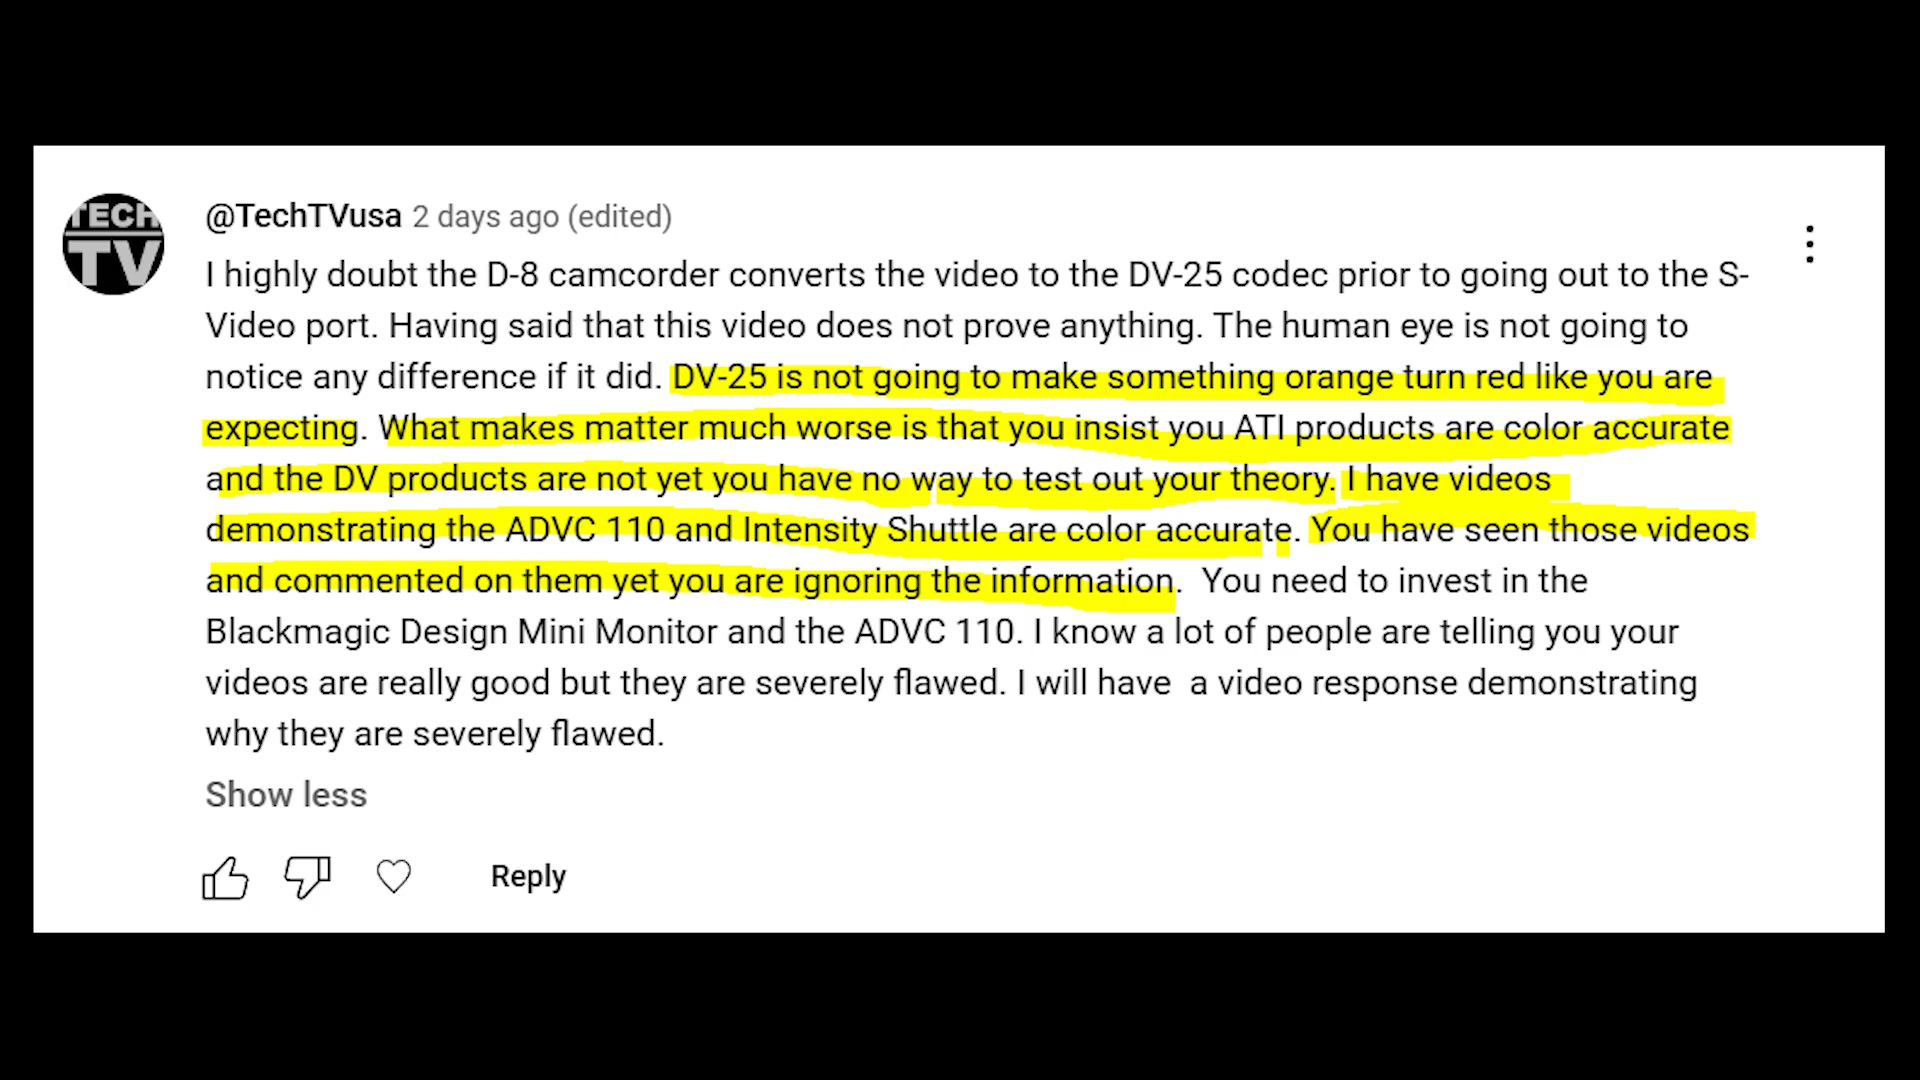 TECH
TV
@TechTVusa 2 days ago (edited)
I highly doubt the D-8 camcorder converts the video to the DV-25 codec prior to going out to the S-
Video port. Having said that this video does not prove anything. The human eye is not going to
notice any difference if it did. DV-25 is not going to make something orange turn red like you are
expecting. What makes matter much worse is that you insist you ATI products are color accurate
and the DV products are not yet you have no way to test out your theory. I have videos
demonstrating the ADVC 110 and Intensity Shuttle are color accurate. You have seen those videos
and commented on them yet you are ignoring the information.  You need to invest in the
Blackmagic Design Mini Monitor and the ADVC 110. I know a lot of people are telling you your
videos are really good but they are severely flawed. I will have  a video response demonstrating
why they are severely flawed.
Show less
Reply